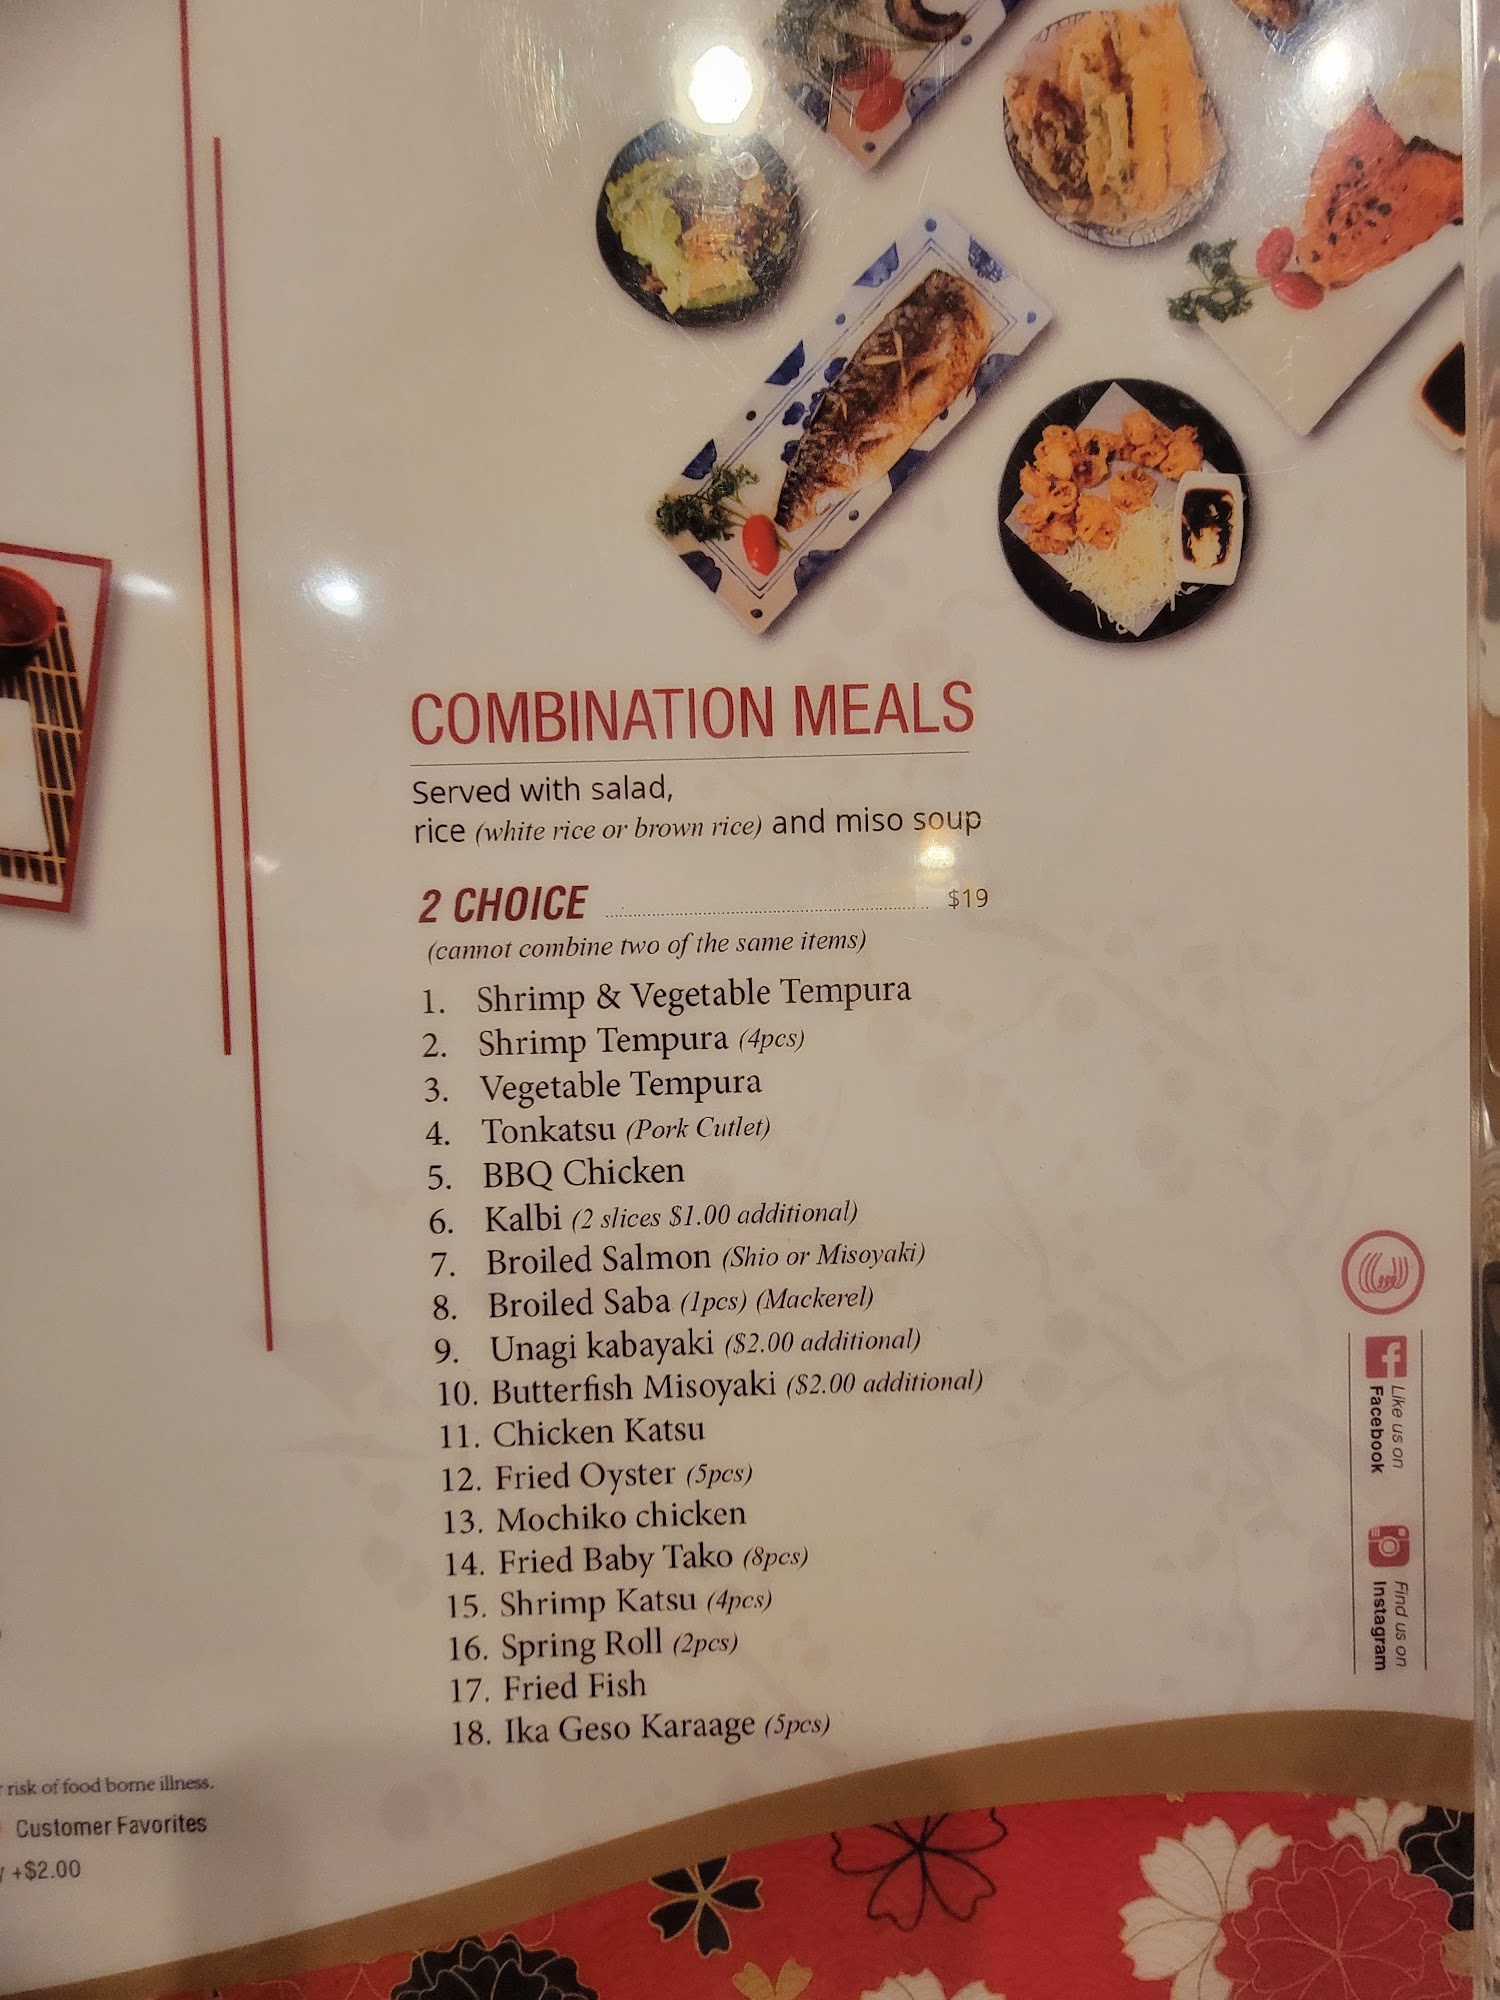 COMBINATION MEALS
Served with salad,
rice (white rice or brown rice) and miso soup
2 CHOICE $19
(cannot combine two of the same items)
1. Shrimp & Vegetable Tempura
2. Shrimp Tempura (4pcs)
3. Vegetable Tempura
4. Tonkatsu (Pork Cutlet)
5. BBQ Chicken
6. Kalbi (2 slices $1.00 additional)
7. Broiled Salmon (Shio or Misoyaki)
8. Broiled Saba (1pcs) (Mackerel)
9. Unagi kabayaki ($2.00 additional)
10. Butterfish Misoyaki ($2.00 additional)
11. Chicken Katsu
12. Fried Oyster (5pcs)
13. Mochiko chicken
14. Fried Baby Tako (8pcs)
15. Shrimp Katsu (4pcs)
16. Spring Roll (2pcs)
17. Fried Fish
18. Ika Geso Karaage (5pcs)
risk of food borne illness.
Customer Favorites
+$2.00
Like us on
Facebook
Find us on
Instagram